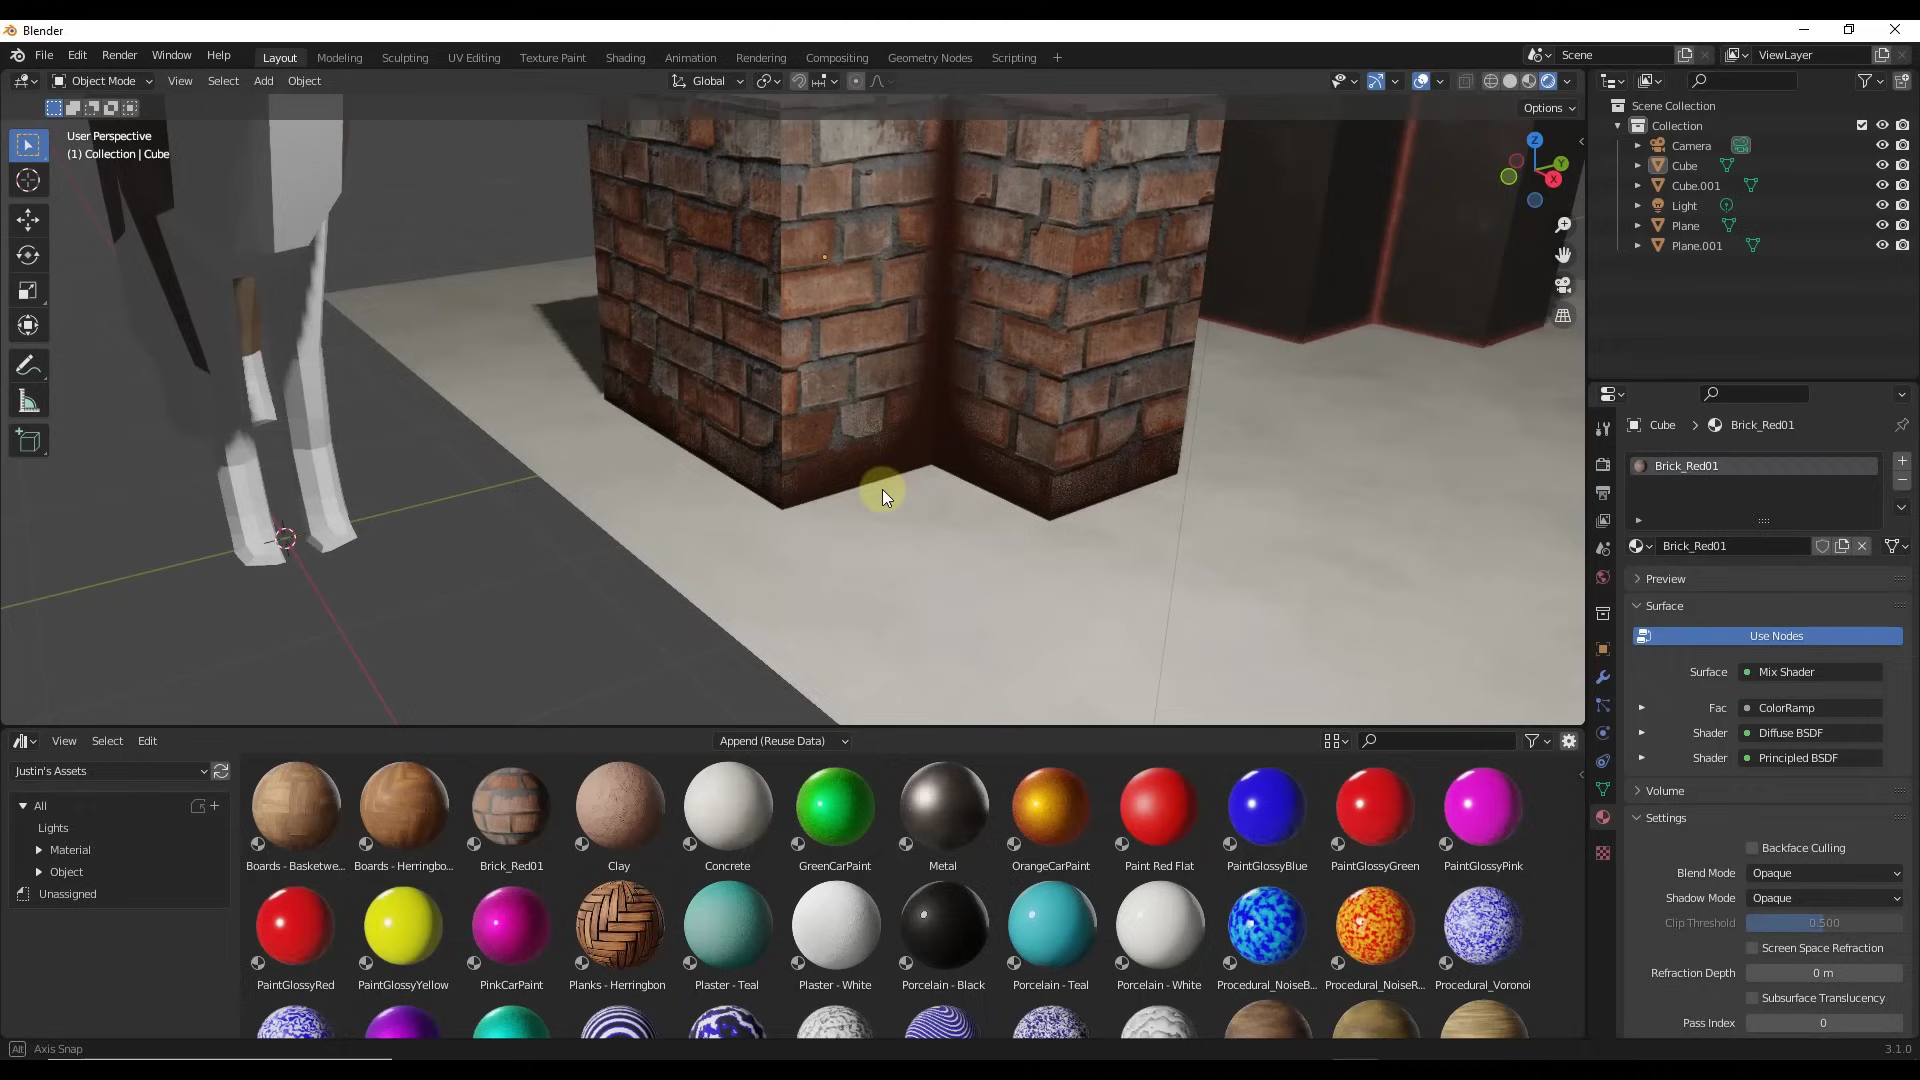 Blender
File Edit Render Window Help Layout Modeling Sculpting UV Editing Texture Paint Shading Animation Rendering Compositing Geometry Nodes Scripting + Scene ViewLayer
Object Mode View Select Add Object Global
Options
User Perspective
(1) Collection | Cube
Z
Y
X
Scene Collection
Collection
Camera
Cube
Cube.001
Light
Plane
Plane.001
Cube > Brick_Red01
Brick_Red01
Brick_Red01
Preview
Surface
Use Nodes
Surface Mix Shader
Fac ColorRamp
Shader Diffuse BSDF
Shader Principled BSDF
Volume
Settings
Backface Culling
Blend Mode Opaque
Shadow Mode Opaque
Clip Threshold 0.500
Screen Space Refraction
Refraction Depth 0 m
Subsurface Translucency
Pass Index 0
View Select Edit Append (Reuse Data)
Justin's Assets
All
Lights
Material
Object
Unassigned
Boards - Basketwe... Boards - Herringbo... Brick_Red01 Clay Concrete GreenCarPaint Metal OrangeCarPaint Paint Red Flat PaintGlossyBlue PaintGlossyGreen PaintGlossyPink
PaintGlossyRed PaintGlossyYellow PinkCarPaint Planks - Herringbon Plaster - Teal Plaster - White Porcelain - Black Porcelain - Teal Porcelain - White Procedural_NoiseB... Procedural_NoiseR... Procedural_Voronoi
Alt Axis Snap 3.1.0